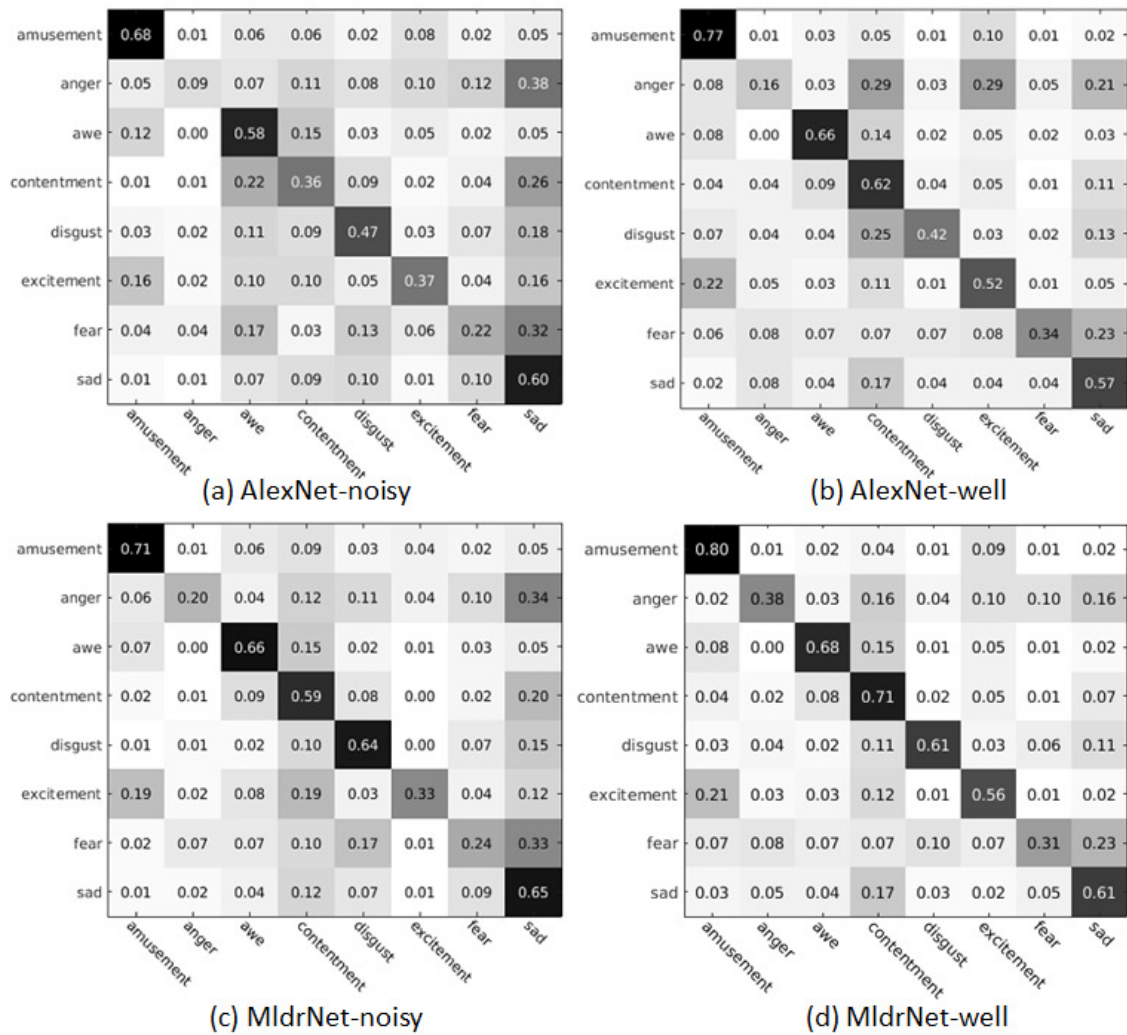 amusement 0.68 0.01 0.06 0.06 0.02 0.08 0.02 0.05
anger 0.05 0.09 0.07 0.11 0.08 0.10 0.12 0.38
awe 0.12 0.00 0.58 0.15 0.03 0.05 0.02 0.05
contentment 0.01 0.01 0.22 0.36 0.09 0.02 0.04 0.26
disgust 0.03 0.02 0.11 0.09 0.47 0.03 0.07 0.18
excitement 0.16 0.02 0.10 0.10 0.05 0.37 0.04 0.16
fear 0.04 0.04 0.17 0.03 0.13 0.06 0.22 0.32
sad 0.01 0.01 0.07 0.09 0.10 0.01 0.10 0.60
amusement anger awe contentment disgust excitement fear sad
(a) AlexNet-noisy
amusement 0.77 0.01 0.03 0.05 0.01 0.10 0.01 0.02
anger 0.08 0.16 0.03 0.29 0.03 0.29 0.05 0.21
awe 0.08 0.00 0.66 0.14 0.02 0.05 0.02 0.03
contentment 0.04 0.04 0.09 0.62 0.04 0.05 0.01 0.11
disgust 0.07 0.04 0.04 0.25 0.42 0.03 0.02 0.13
excitement 0.22 0.05 0.03 0.11 0.01 0.52 0.01 0.05
fear 0.06 0.08 0.07 0.07 0.07 0.08 0.34 0.23
sad 0.02 0.08 0.04 0.17 0.04 0.04 0.04 0.57
amusement anger awe contentment disgust excitement fear sad
(b) AlexNet-well
amusement 0.71 0.01 0.06 0.09 0.03 0.04 0.02 0.05
anger 0.06 0.20 0.04 0.12 0.11 0.04 0.10 0.34
awe 0.07 0.00 0.66 0.15 0.02 0.01 0.03 0.05
contentment 0.02 0.01 0.09 0.59 0.08 0.00 0.02 0.20
disgust 0.01 0.01 0.02 0.10 0.64 0.00 0.07 0.15
excitement 0.19 0.02 0.08 0.19 0.03 0.33 0.04 0.12
fear 0.02 0.07 0.07 0.10 0.17 0.01 0.24 0.33
sad 0.01 0.02 0.04 0.12 0.07 0.01 0.09 0.65
amusement anger awe contentment disgust excitement fear sad
(c) MldrNet-noisy
amusement 0.80 0.01 0.02 0.04 0.01 0.09 0.01 0.02
anger 0.02 0.38 0.03 0.16 0.04 0.10 0.10 0.16
awe 0.08 0.00 0.68 0.15 0.01 0.05 0.01 0.02
contentment 0.04 0.02 0.08 0.71 0.02 0.05 0.01 0.07
disgust 0.03 0.04 0.02 0.11 0.61 0.03 0.06 0.11
excitement 0.21 0.03 0.03 0.12 0.01 0.56 0.01 0.02
fear 0.07 0.08 0.07 0.07 0.10 0.07 0.31 0.23
sad 0.03 0.05 0.04 0.17 0.03 0.02 0.05 0.61
amusement anger awe contentment disgust excitement fear sad
(d) MldrNet-well